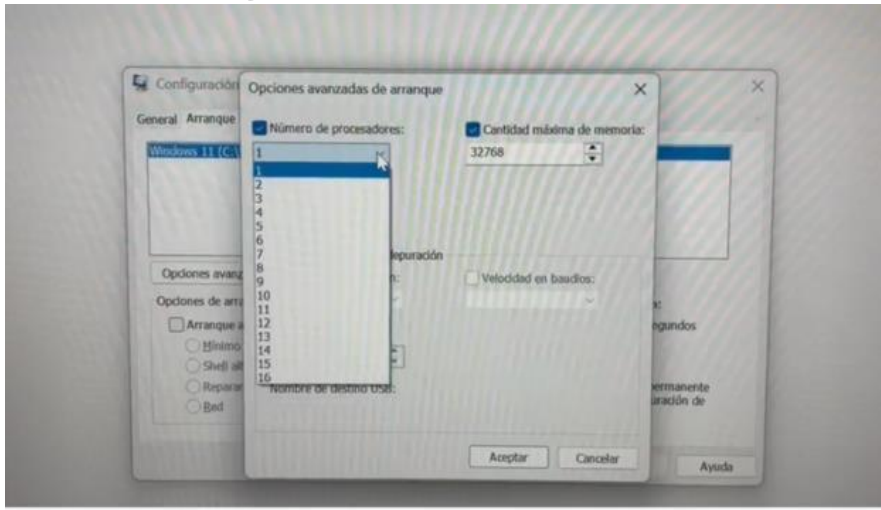 Configuración
Opciones avanzadas de arranque
General Arranque
Número de procesadores:
Cantidad máxima de memoria:
Windows 11 (C:\
1
32768
1
2
3
4
5
6
7
8
9
10
11
12
13
14
15
16
depuración
Velocidad en baudios:
Opciones avanz
Opciones de arra
Arranque a
Mínimo
Shell alt
Reparar
Red
Nombre de destino USB:
egundos
permanente
uración de
Aceptar
Cancelar
Ayuda